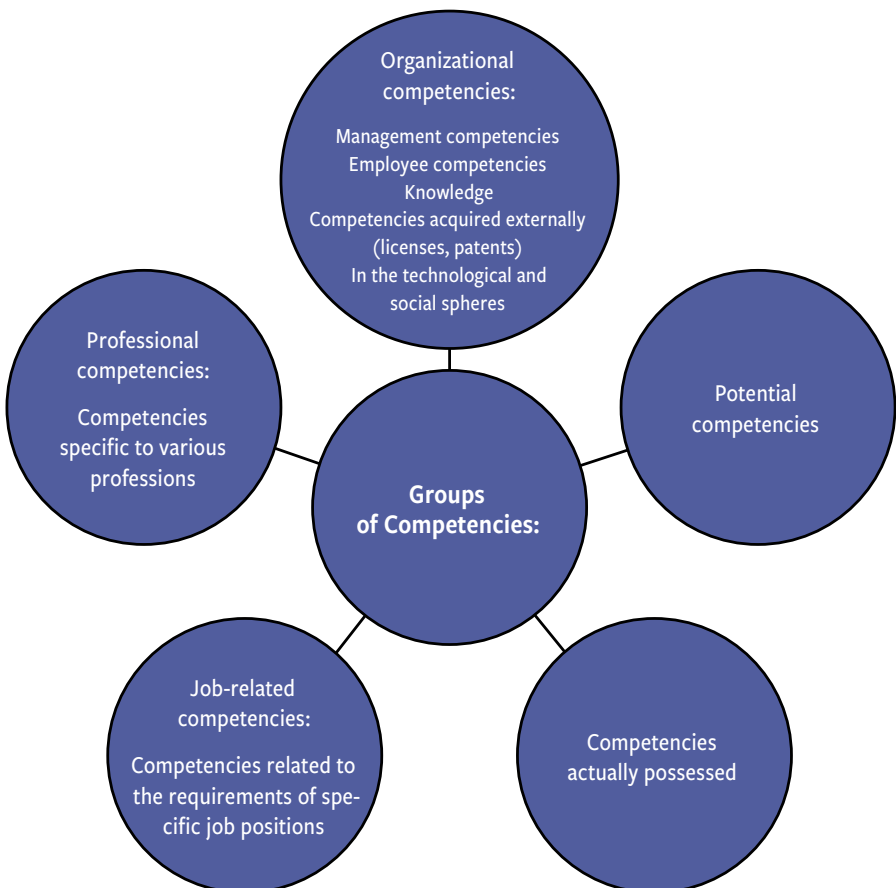 Organizational
competencies:
Management competencies
Employee competencies
Knowledge
Competencies acquired externally
(licenses, patents)
In the technological and
social spheres
Professional
competencies:
Competencies
specific to various
professions
Potential
competencies
Groups
of Competencies:
Job-related
competencies:
Competencies related to
the requirements of spe-
cific job positions
Competencies
actually possessed